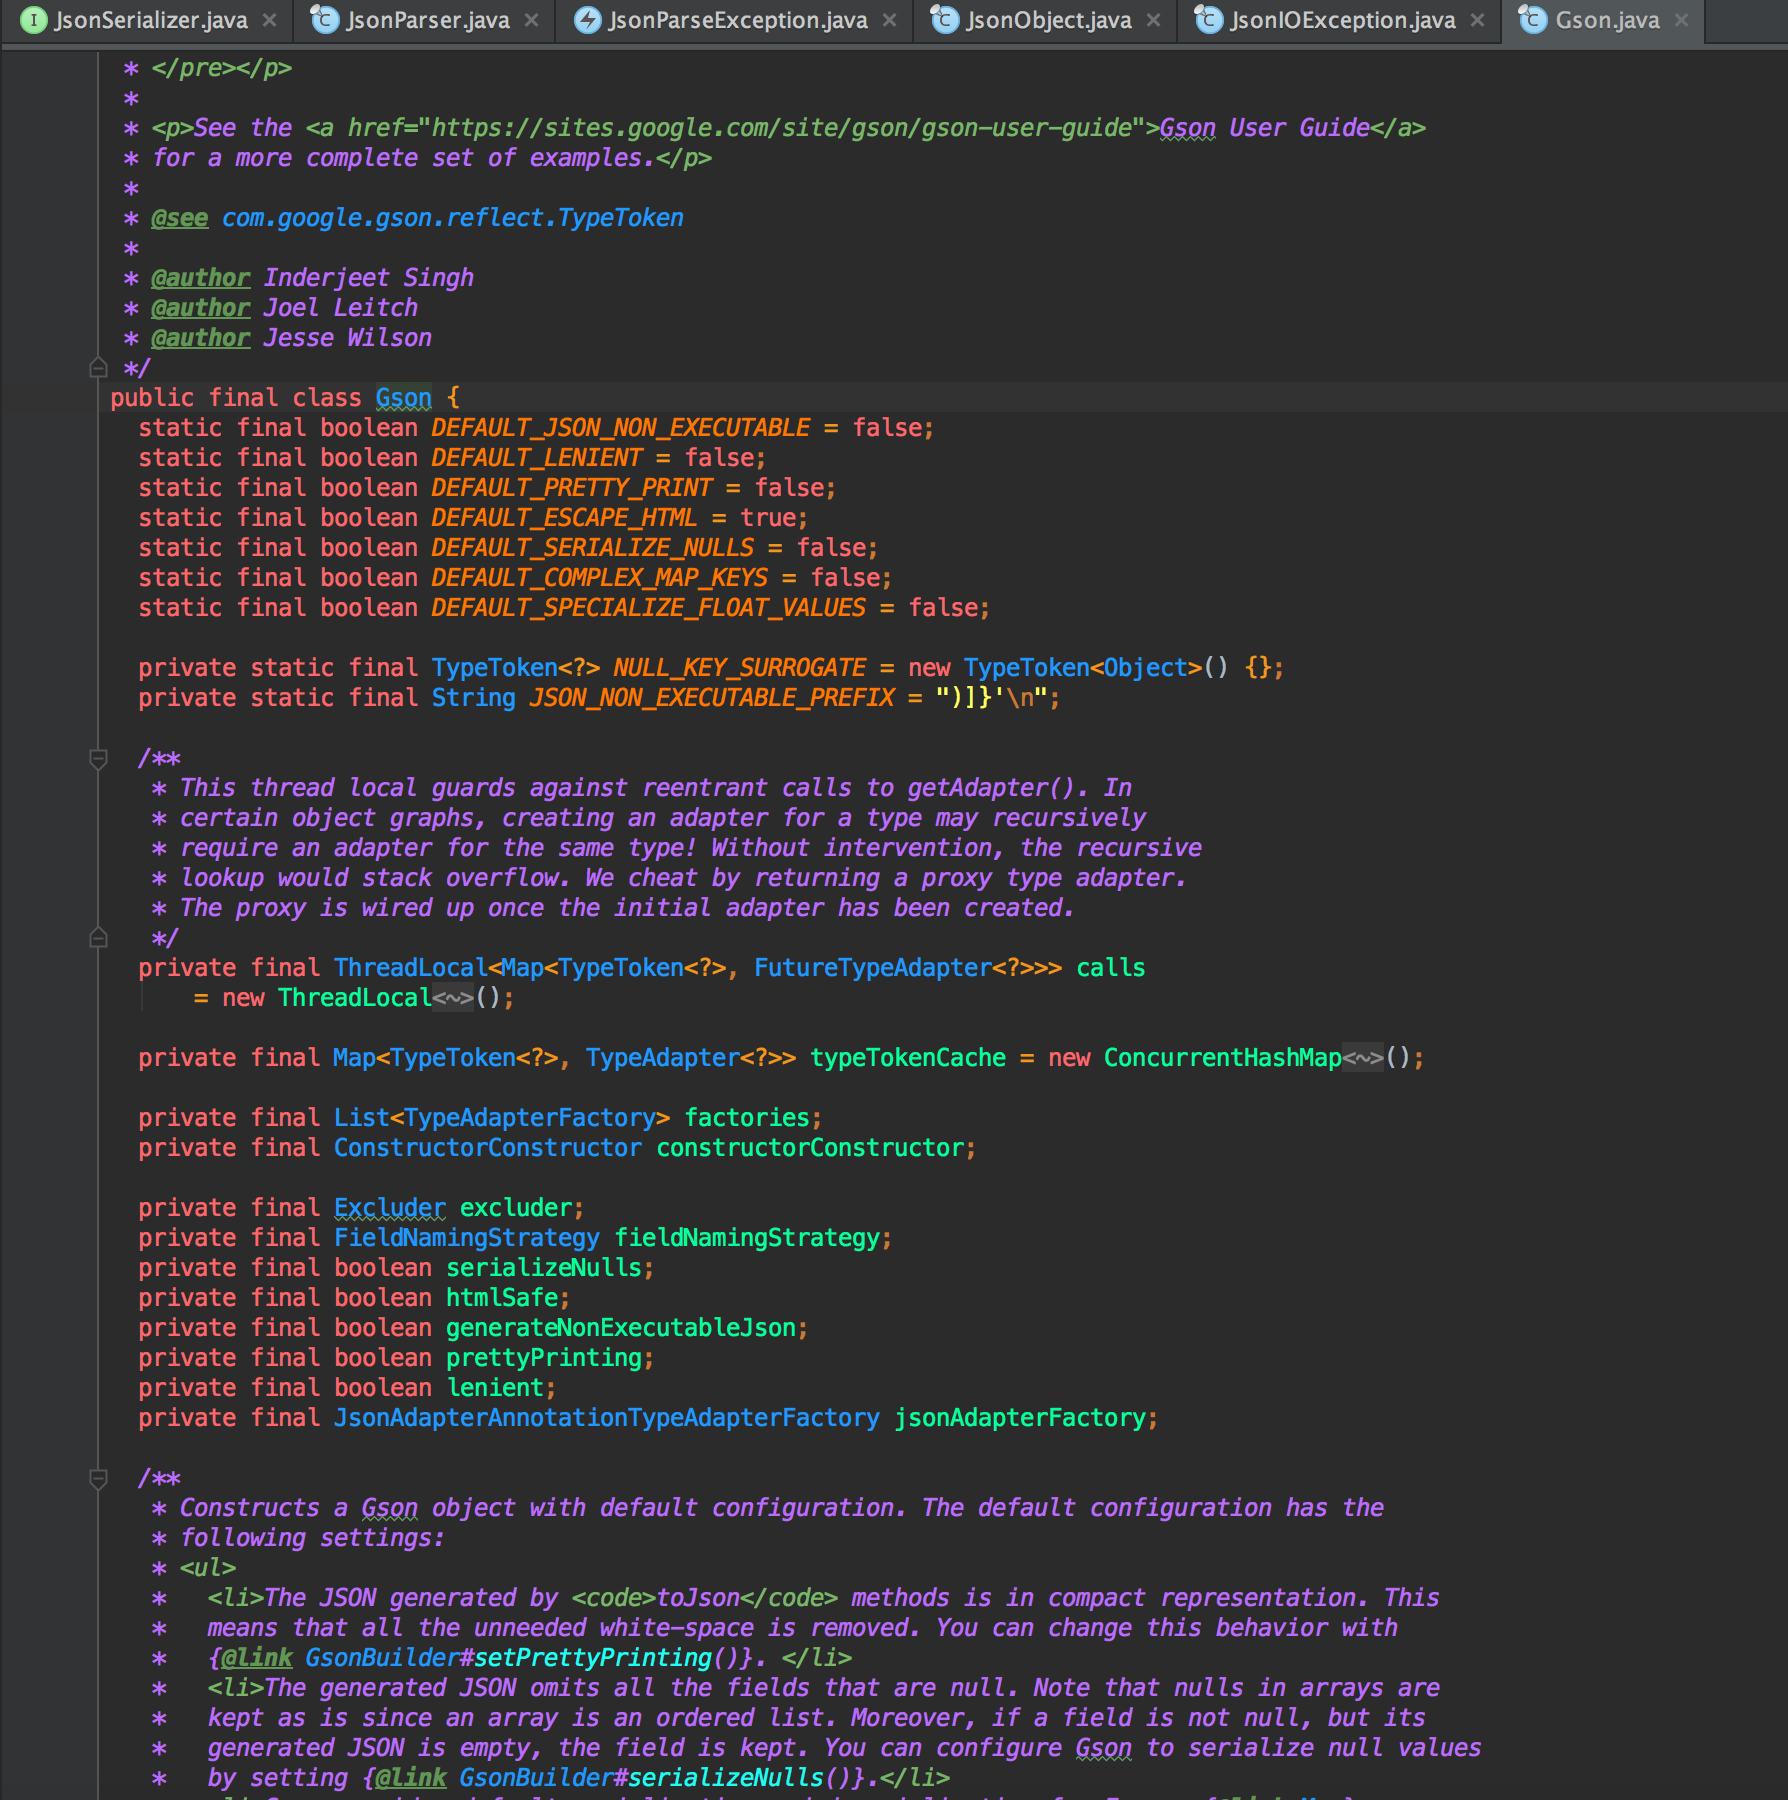 JsonSerializer.java JsonParser.java JsonParseException.java JsonObject.java JsonIOException.java Gson.java
* </pre></p>
*
* <p>See the <a href="https://sites.google.com/site/gson/gson-user-guide">Gson User Guide</a>
* for a more complete set of examples.</p>
*
* @see com.google.gson.reflect.TypeToken
*
* @author Inderjeet Singh
* @author Joel Leitch
* @author Jesse Wilson
*/
public final class Gson {
static final boolean DEFAULT_JSON_NON_EXECUTABLE = false;
static final boolean DEFAULT_LENIENT = false;
static final boolean DEFAULT_PRETTY_PRINT = false;
static final boolean DEFAULT_ESCAPE_HTML = true;
static final boolean DEFAULT_SERIALIZE_NULLS = false;
static final boolean DEFAULT_COMPLEX_MAP_KEYS = false;
static final boolean DEFAULT_SPECIALIZE_FLOAT_VALUES = false;
private static final TypeToken<?> NULL_KEY_SURROGATE = new TypeToken<Object>() {};
private static final String JSON_NON_EXECUTABLE_PREFIX = ")]}'\n";
/**
* This thread local guards against reentrant calls to getAdapter(). In
* certain object graphs, creating an adapter for a type may recursively
* require an adapter for the same type! Without intervention, the recursive
* lookup would stack overflow. We cheat by returning a proxy type adapter.
* The proxy is wired up once the initial adapter has been created.
*/
private final ThreadLocal<Map<TypeToken<?>, FutureTypeAdapter<?>>> calls
= new ThreadLocal<~>();
private final Map<TypeToken<?>, TypeAdapter<?>> typeTokenCache = new ConcurrentHashMap<~>();
private final List<TypeAdapterFactory> factories;
private final ConstructorConstructor constructorConstructor;
private final Excluder excluder;
private final FieldNamingStrategy fieldNamingStrategy;
private final boolean serializeNulls;
private final boolean htmlSafe;
private final boolean generateNonExecutableJson;
private final boolean prettyPrinting;
private final boolean lenient;
private final JsonAdapterAnnotationTypeAdapterFactory jsonAdapterFactory;
/**
* Constructs a Gson object with default configuration. The default configuration has the
* following settings:
* <ul>
* <li>The JSON generated by <code>toJson</code> methods is in compact representation. This
* means that all the unneeded white-space is removed. You can change this behavior with
* {@link GsonBuilder#setPrettyPrinting()}. </li>
* <li>The generated JSON omits all the fields that are null. Note that nulls in arrays are
* kept as is since an array is an ordered list. Moreover, if a field is not null, but its
* generated JSON is empty, the field is kept. You can configure Gson to serialize null values
* by setting {@link GsonBuilder#serializeNulls()}.</li>